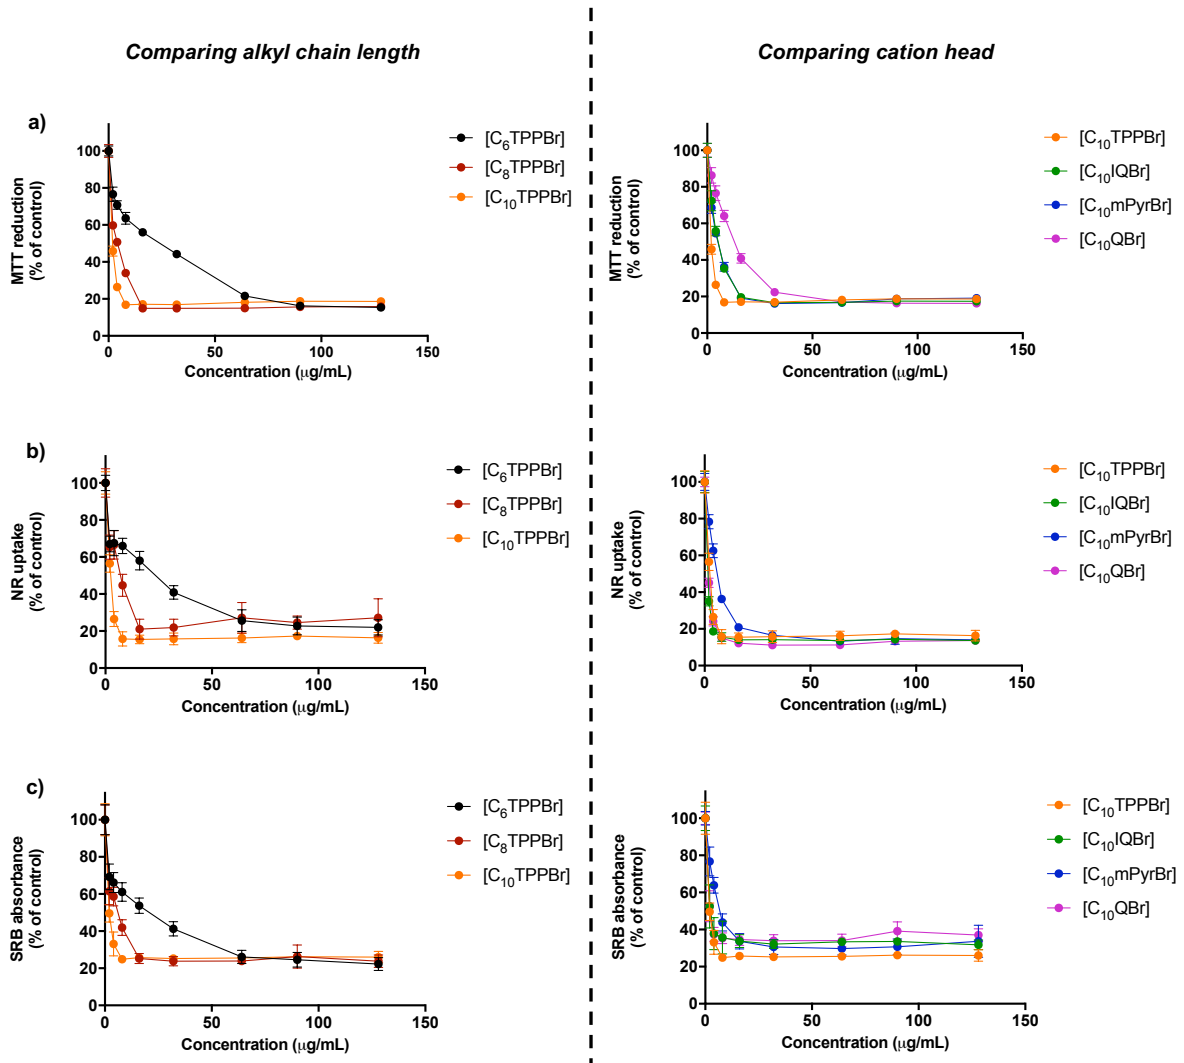 Comparing alkyl chain length
Comparing cation head
a)
MTT reduction
(% of control)
100
80
60
40
20
0
0
50
100
150
Concentration (μg/mL)
[C6TPPBr]
[C8TPPBr]
[C10TPPBr]
MTT reduction
(% of control)
100
80
60
40
20
0
0
50
100
150
Concentration (μg/mL)
[C10TPPBr]
[C10IQBr]
[C10mPyrBr]
[C10QBr]
b)
NR uptake
(% of control)
100
80
60
40
20
0
0
50
100
150
Concentration (μg/mL)
[C6TPPBr]
[C8TPPBr]
[C10TPPBr]
NR uptake
(% of control)
100
80
60
40
20
0
0
50
100
150
Concentration (μg/mL)
[C10TPPBr]
[C10IQBr]
[C10mPyrBr]
[C10QBr]
c)
SRB absorbance
(% of control)
100
80
60
40
20
0
0
50
100
150
Concentration (μg/mL)
[C6TPPBr]
[C8TPPBr]
[C10TPPBr]
SRB absorbance
(% of control)
100
80
60
40
20
0
0
50
100
150
Concentration (μg/mL)
[C10TPPBr]
[C10IQBr]
[C10mPyrBr]
[C10QBr]